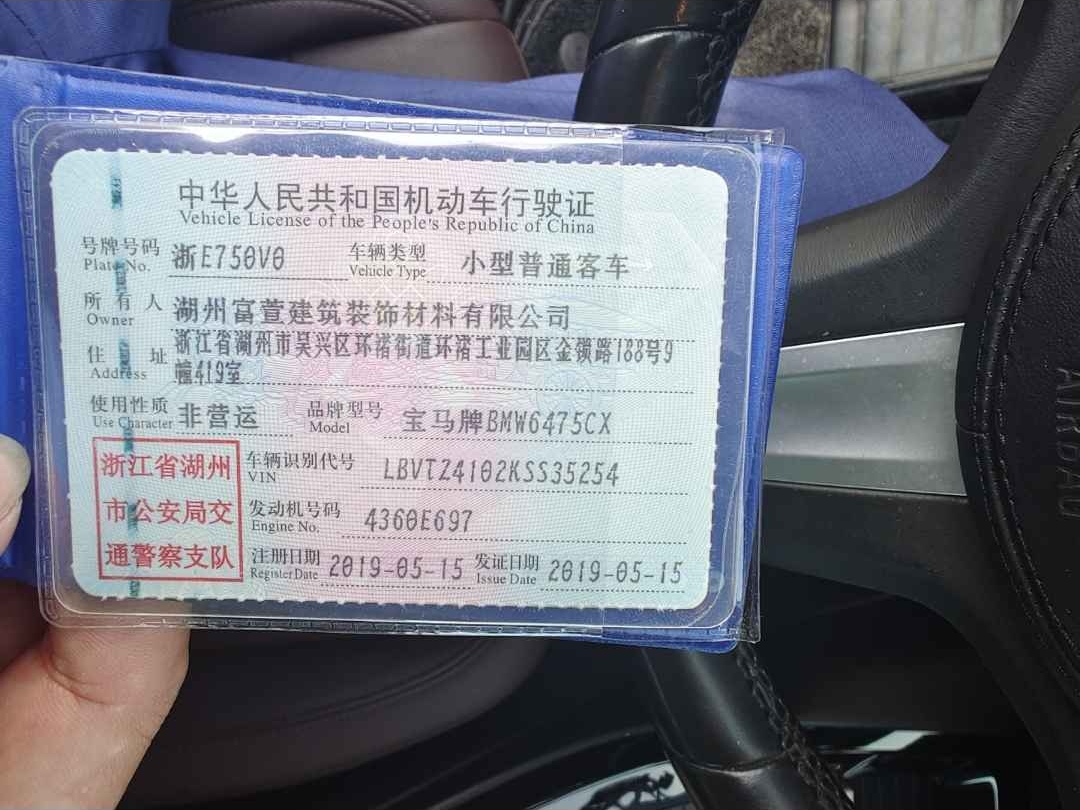 中华人民共和国机动车行驶证
Vehicle License of the People's Republic of China
号牌号码 浙E750V0 车辆类型 小型普通客车
Plate No. Vehicle Type
所有人 湖州富萱建筑装饰材料有限公司
Owner
住址 浙江省湖州市吴兴区环渚街道环渚工业园区金锁路188号9
Address 幢419室
使用性质 非营运 品牌型号 宝马牌BMW6475CX
Use Character Model
浙江省湖州 车辆识别代号 LBVTZ4102KSS35254
VIN
市公安局交 发动机号码 4360E697
Engine No.
通警察支队 注册日期 2019-05-15 发证日期 2019-05-15
Register Date Issue Date
AIRBAG